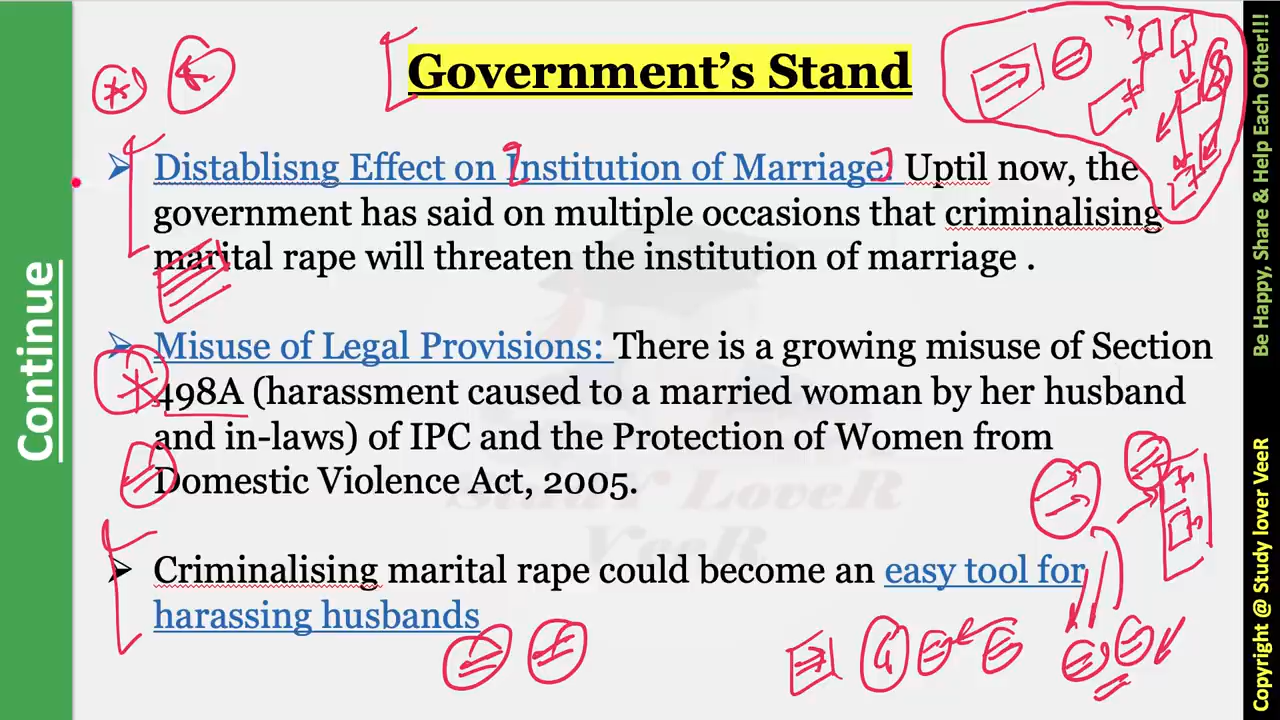 Government's Stand
Distablisng Effect on Institution of Marriage: Uptil now, the
government has said on multiple occasions that criminalising
marital rape will threaten the institution of marriage .
Misuse of Legal Provisions: There is a growing misuse of Section
498A (harassment caused to a married woman by her husband
and in-laws) of IPC and the Protection of Women from
Domestic Violence Act, 2005.
Criminalising marital rape could become an easy tool for
harassing husbands
Continue
Be Happy, Share & Help Each Other!!!
Copyright @ Study lover VeeR
Study LoveR
VeeR